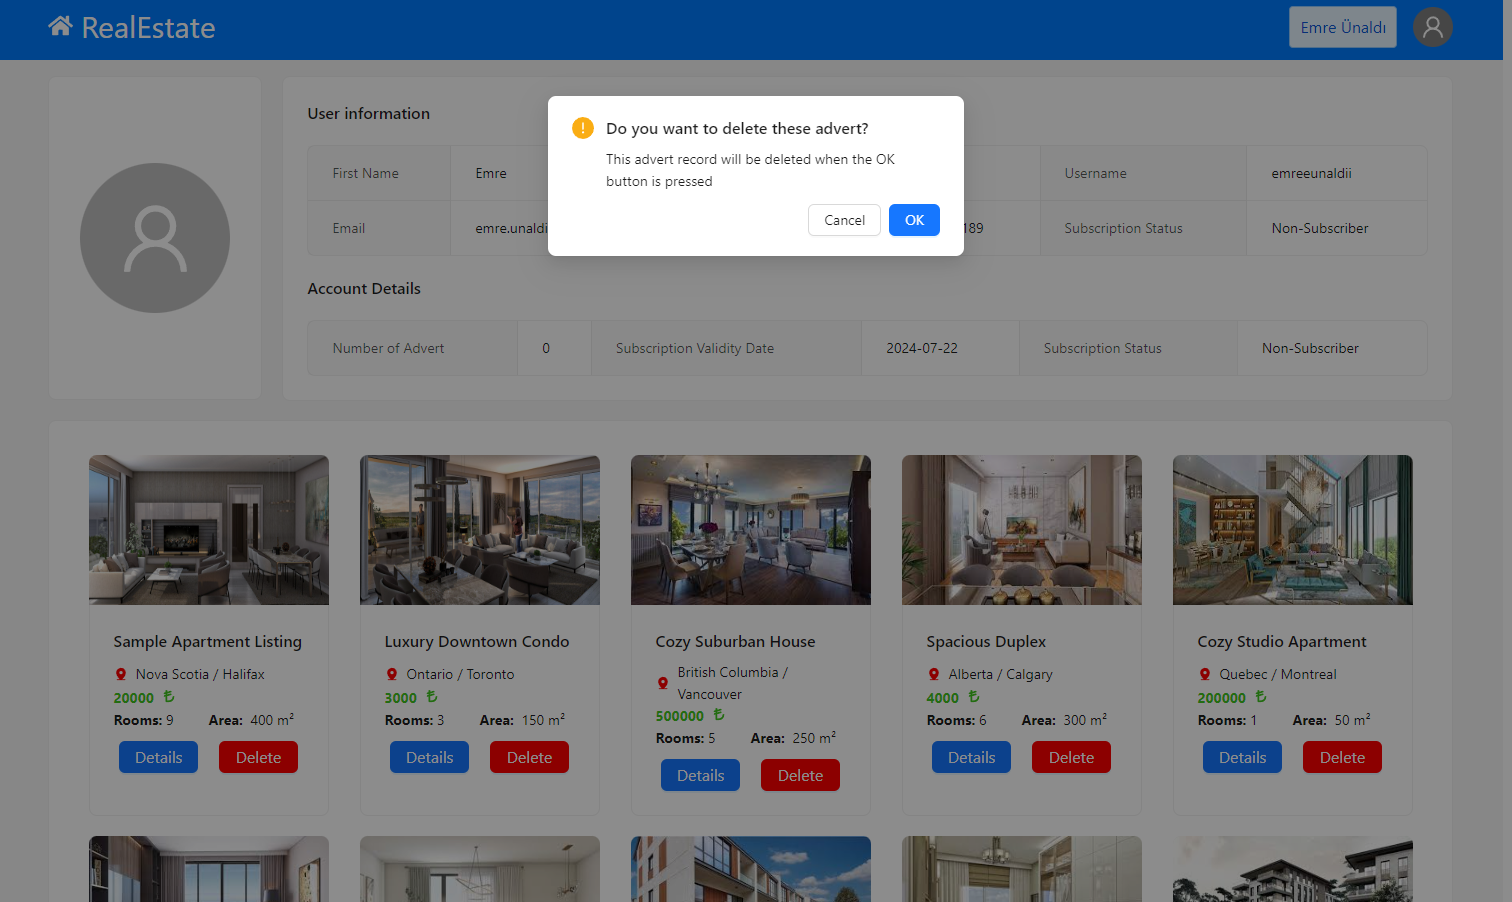 RealEstate
Emre Ünaldı
User information
First Name Emre
Username emreeunaldii
Email emre.unaldi
189 Subscription Status Non-Subscriber
Do you want to delete these advert?
This advert record will be deleted when the OK
button is pressed
Cancel OK
Account Details
Number of Advert 0 Subscription Validity Date 2024-07-22 Subscription Status Non-Subscriber
Sample Apartment Listing
Nova Scotia / Halifax
20000 ₺
Rooms: 9 Area: 400 m²
Details Delete
Luxury Downtown Condo
Ontario / Toronto
3000 ₺
Rooms: 3 Area: 150 m²
Details Delete
Cozy Suburban House
British Columbia /
Vancouver
500000 ₺
Rooms: 5 Area: 250 m²
Details Delete
Spacious Duplex
Alberta / Calgary
4000 ₺
Rooms: 6 Area: 300 m²
Details Delete
Cozy Studio Apartment
Quebec / Montreal
200000 ₺
Rooms: 1 Area: 50 m²
Details Delete